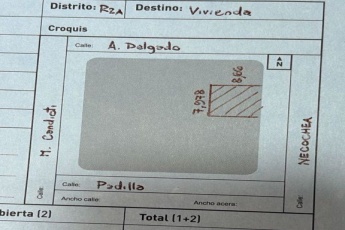 Distrito: R2A Destino: Vivienda
Croquis
Calle: A. Delgado
N
8,66
7,978
M. Candioti
NECOCHEA
Calle:
Calle:
Calle: Padilla
Ancho calle: Ancho acera:
bierta (2) Total (1+2)